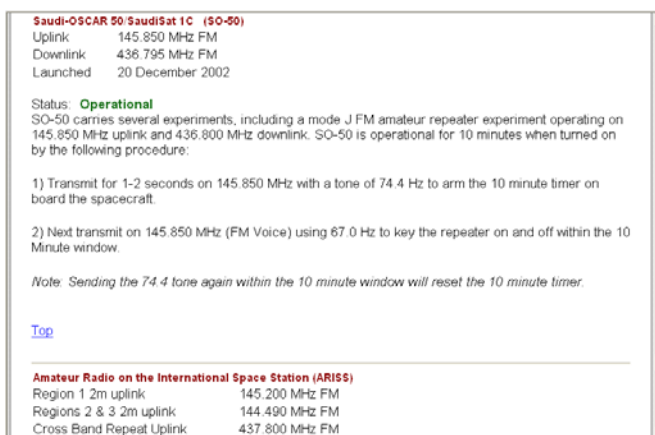 Saudi-OSCAR 50/SaudiSat 1C (SO-50)
Uplink 145.850 MHz FM
Downlink 436.795 MHz FM
Launched 20 December 2002
Status: Operational
SO-50 carries several experiments, including a mode J FM amateur repeater experiment operating on
145.850 MHz uplink and 436.800 MHz downlink. SO-50 is operational for 10 minutes when turned on
by the following procedure:
1) Transmit for 1-2 seconds on 145.850 MHz with a tone of 74.4 Hz to arm the 10 minute timer on
board the spacecraft.
2) Next transmit on 145.850 MHz (FM Voice) using 67.0 Hz to key the repeater on and off within the 10
Minute window.
Note: Sending the 74.4 tone again within the 10 minute window will reset the 10 minute timer.
Top
Amateur Radio on the International Space Station (ARISS)
Region 1 2m uplink 145.200 MHz FM
Regions 2 & 3 2m uplink 144.490 MHz FM
Cross Band Repeat Uplink 437.800 MHz FM